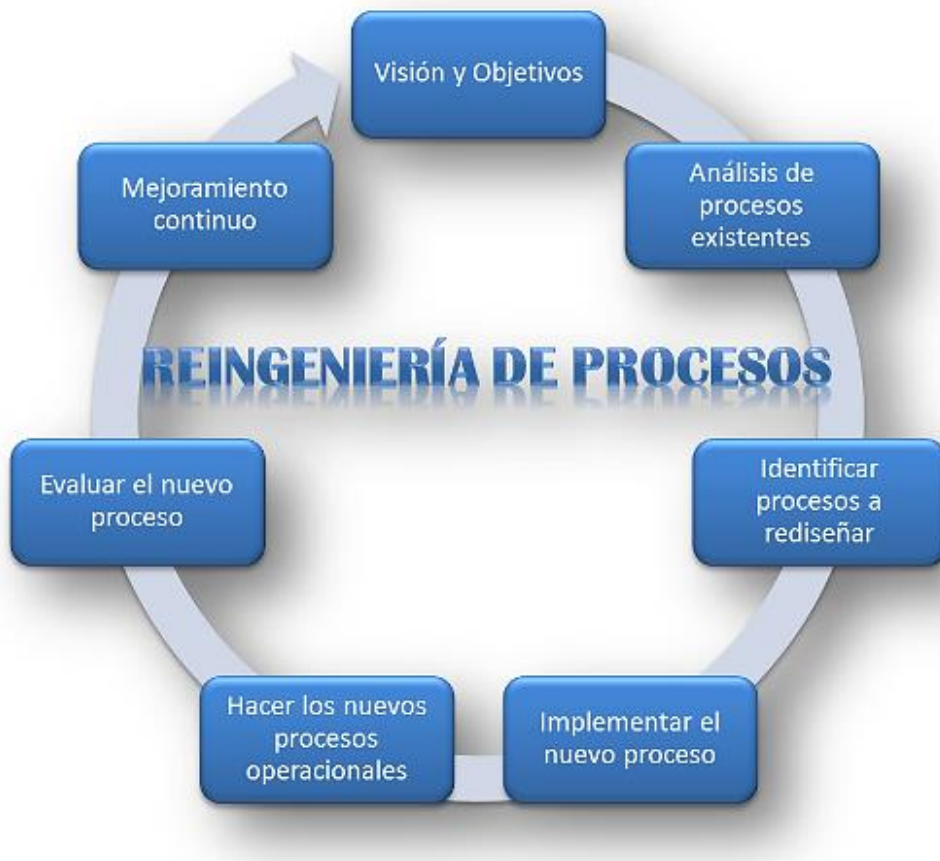 Visión y Objetivos
Análisis de
procesos
existentes
Identificar
procesos a
rediseñar
Implementar el
nuevo proceso
Hacer los nuevos
procesos
operacionales
Evaluar el nuevo
proceso
Mejoramiento
continuo
REINGENIERÍA DE PROCESOS